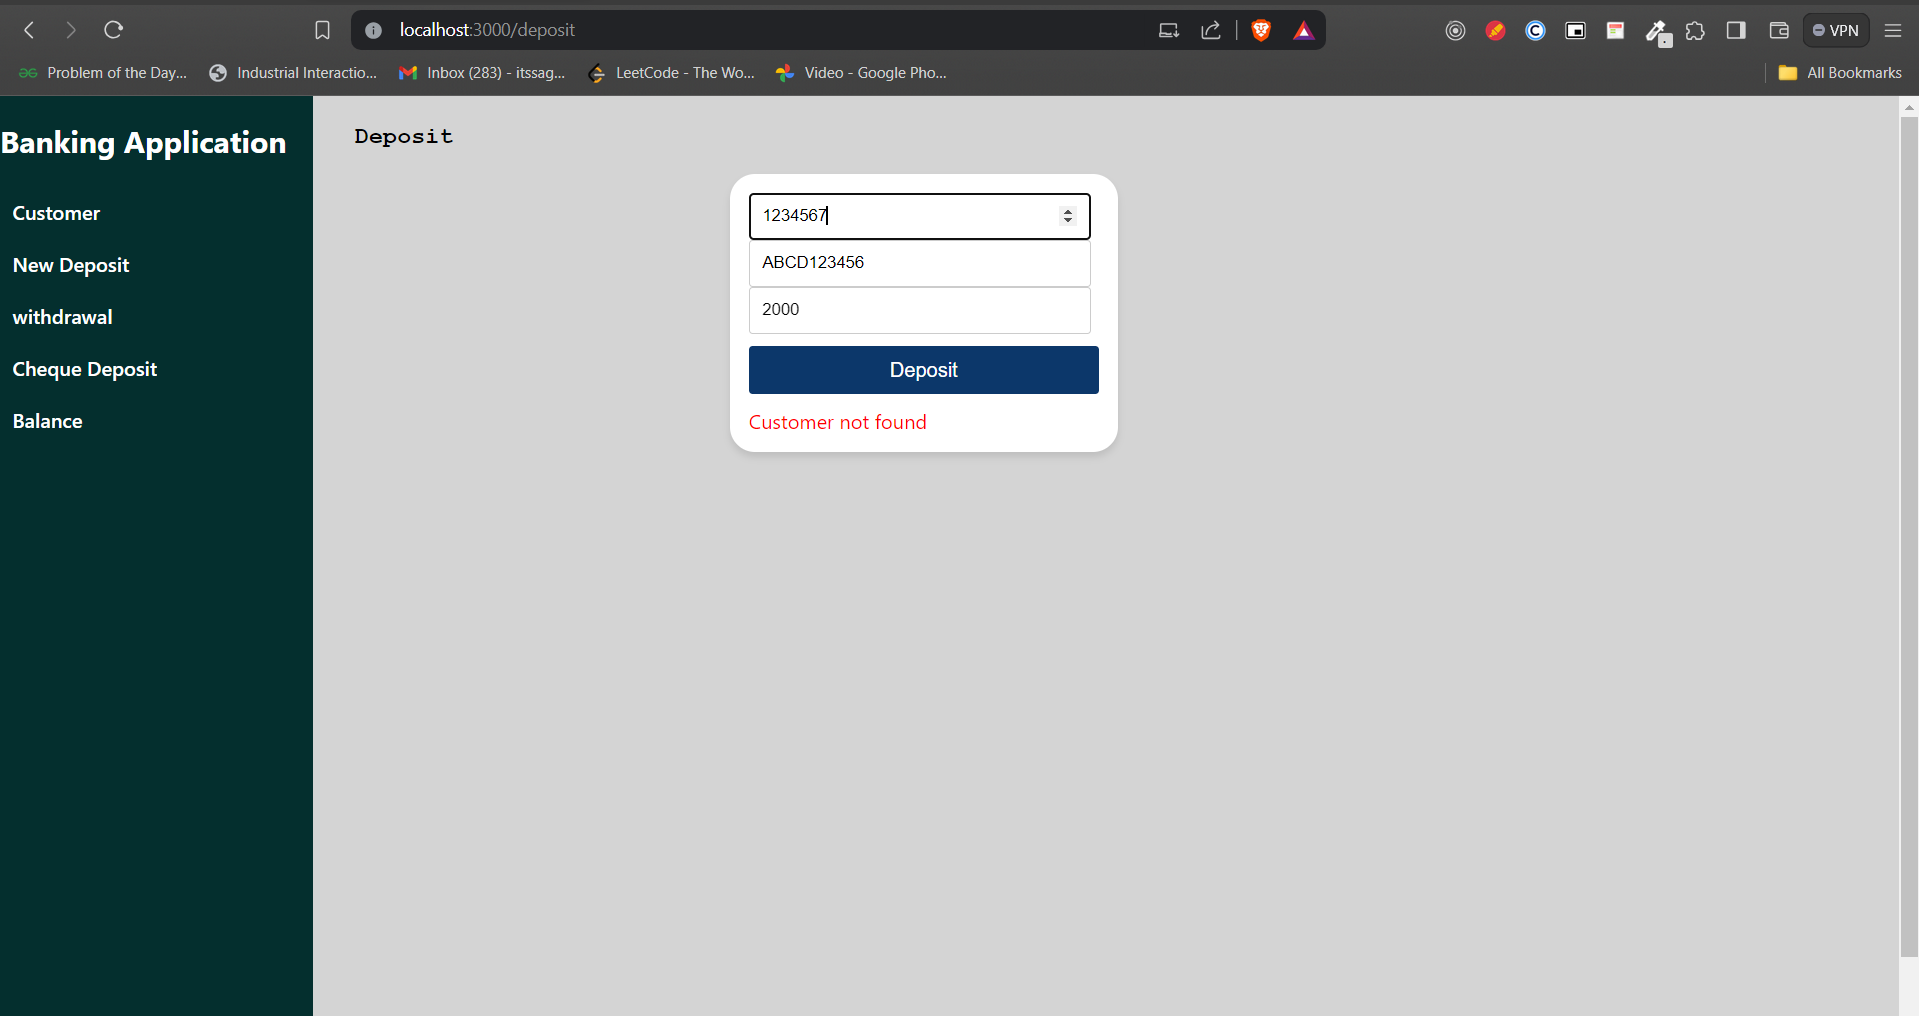 localhost:3000/deposit
VPN
Problem of the Day...
Industrial Interactio...
Inbox (283) - itssag...
LeetCode - The Wo...
Video - Google Pho...
All Bookmarks
Banking Application
Customer
New Deposit
withdrawal
Cheque Deposit
Balance
Deposit
1234567
ABCD123456
2000
Deposit
Customer not found